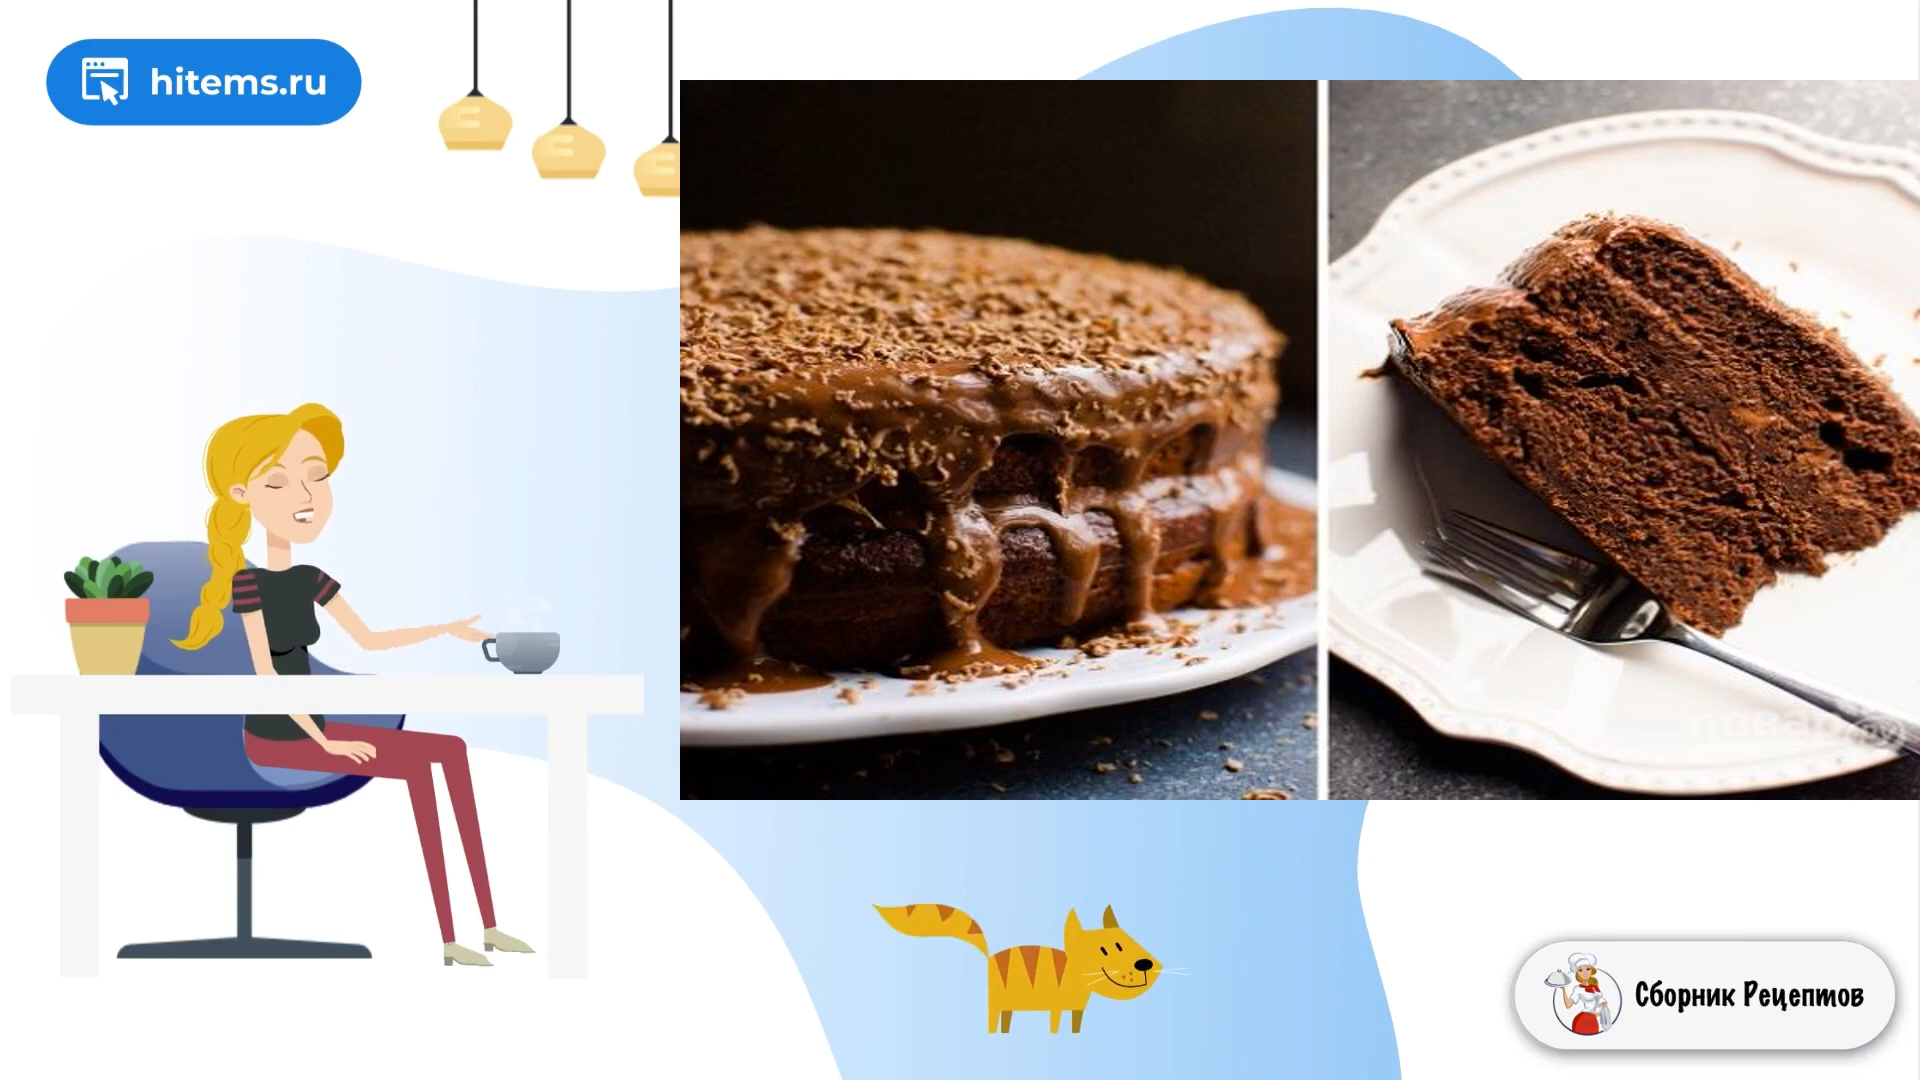 hitems.ru
Сборник Рецептов